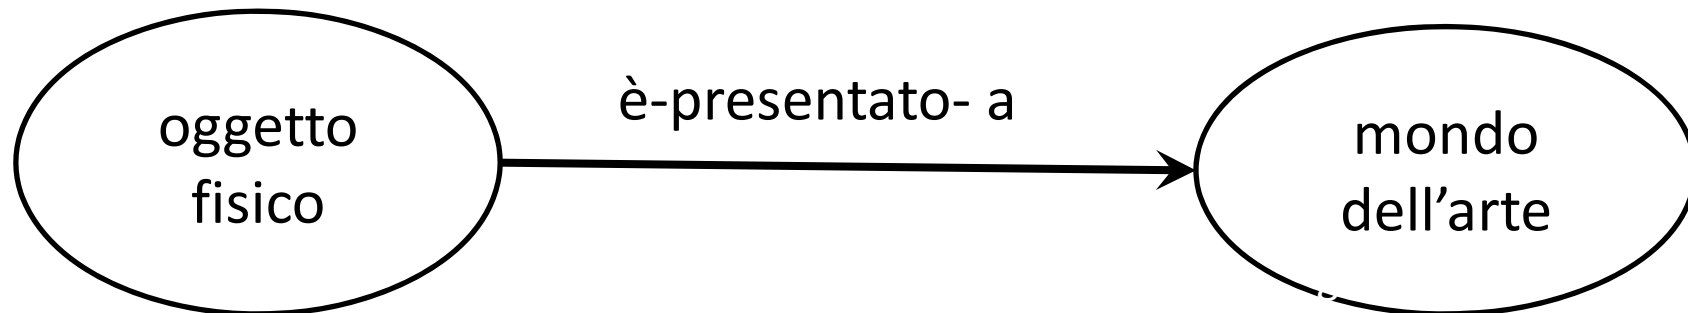 oggetto
fisico
è-presentato- a
mondo
dell’arte